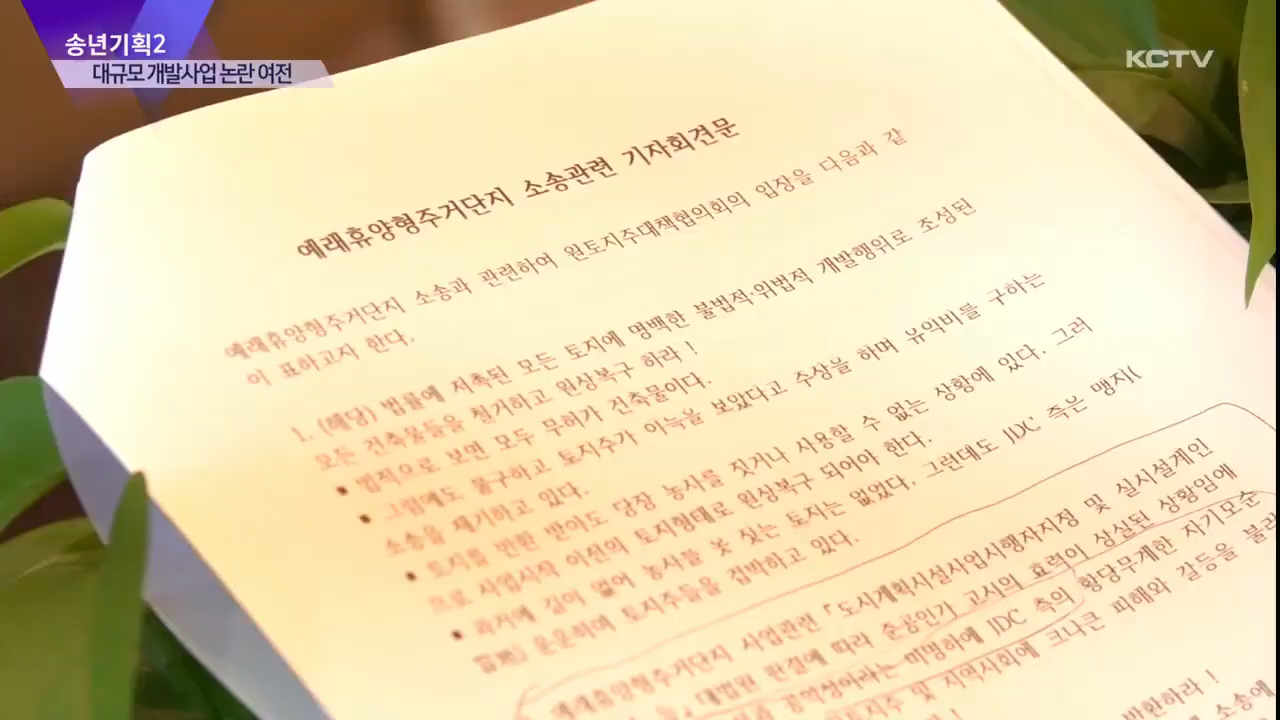 송년기획2
대규모 개발사업 논란 여전
KCTV
예래휴양형주거단지 소송관련 기자회견문
예래휴양형주거단지 소송과 관련하여 원토지주대책협의회의 입장을 다음과 같
이 표하고자 한다.
1. (해당) 법률에 저촉된 모든 토지에 명백한 불법적·위법적 개발행위로 조성된
모든 건축물들을 철거하고 원상복구 하라 !
▪ 법적으로 보면 모두 무허가 건축물이다.
▪ 그럼에도 불구하고 토지주가 이득을 보았다고 주장을 하며 유익비를 구하는
소송을 제기하고 있다.
▪ 토지를 반환 받아도 당장 농사를 짓거나 사용할 수 없는 상황에 있다. 그러
므로 사업시작 이전의 토지형태로 원상복구 되어야 한다.
▪ 과거에 길이 없어 농사를 못 짓는 토지는 없었다. 그런데도 JDC 측은 맹지(
盲地) 운운하며 토지주들을 겁박하고 있다.
예래휴양형주거단지 사업관련 「도시계획시설사업시행자지정 및 실시설계인
대법원 판결에 따라 준공인가 고시의 효력이 상실된 상황임에
공익상이라는 미명하에 JDC 측의 황당무계한 자기모순
원토지주 및 지역사회에 크나큰 피해와 갈등을 불러
반환하라 !
소송에